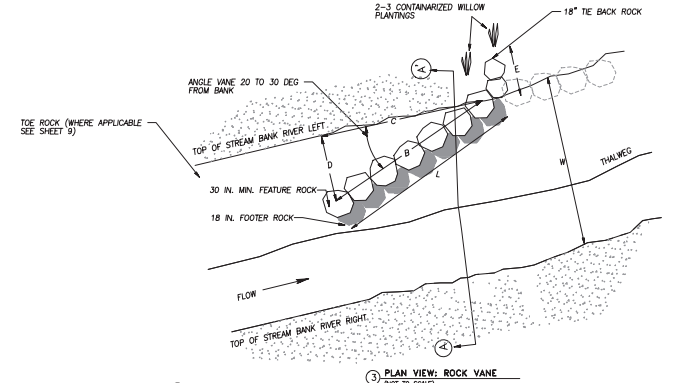 2-3 CONTAINARIZED WILLOW
PLANTINGS
18" TIE BACK ROCK
A'
E
ANGLE VANE 20 TO 30 DEG
FROM BANK
TOE ROCK (WHERE APPLICABLE
SEE SHEET 9)
TOP OF STREAM BANK RIVER LEFT
C
D
B
L
W
THALWEG
30 IN. MIN. FEATURE ROCK
18 IN. FOOTER ROCK
FLOW
TOP OF STREAM BANK RIVER RIGHT
A
3 PLAN VIEW: ROCK VANE
(NOT TO SCALE)